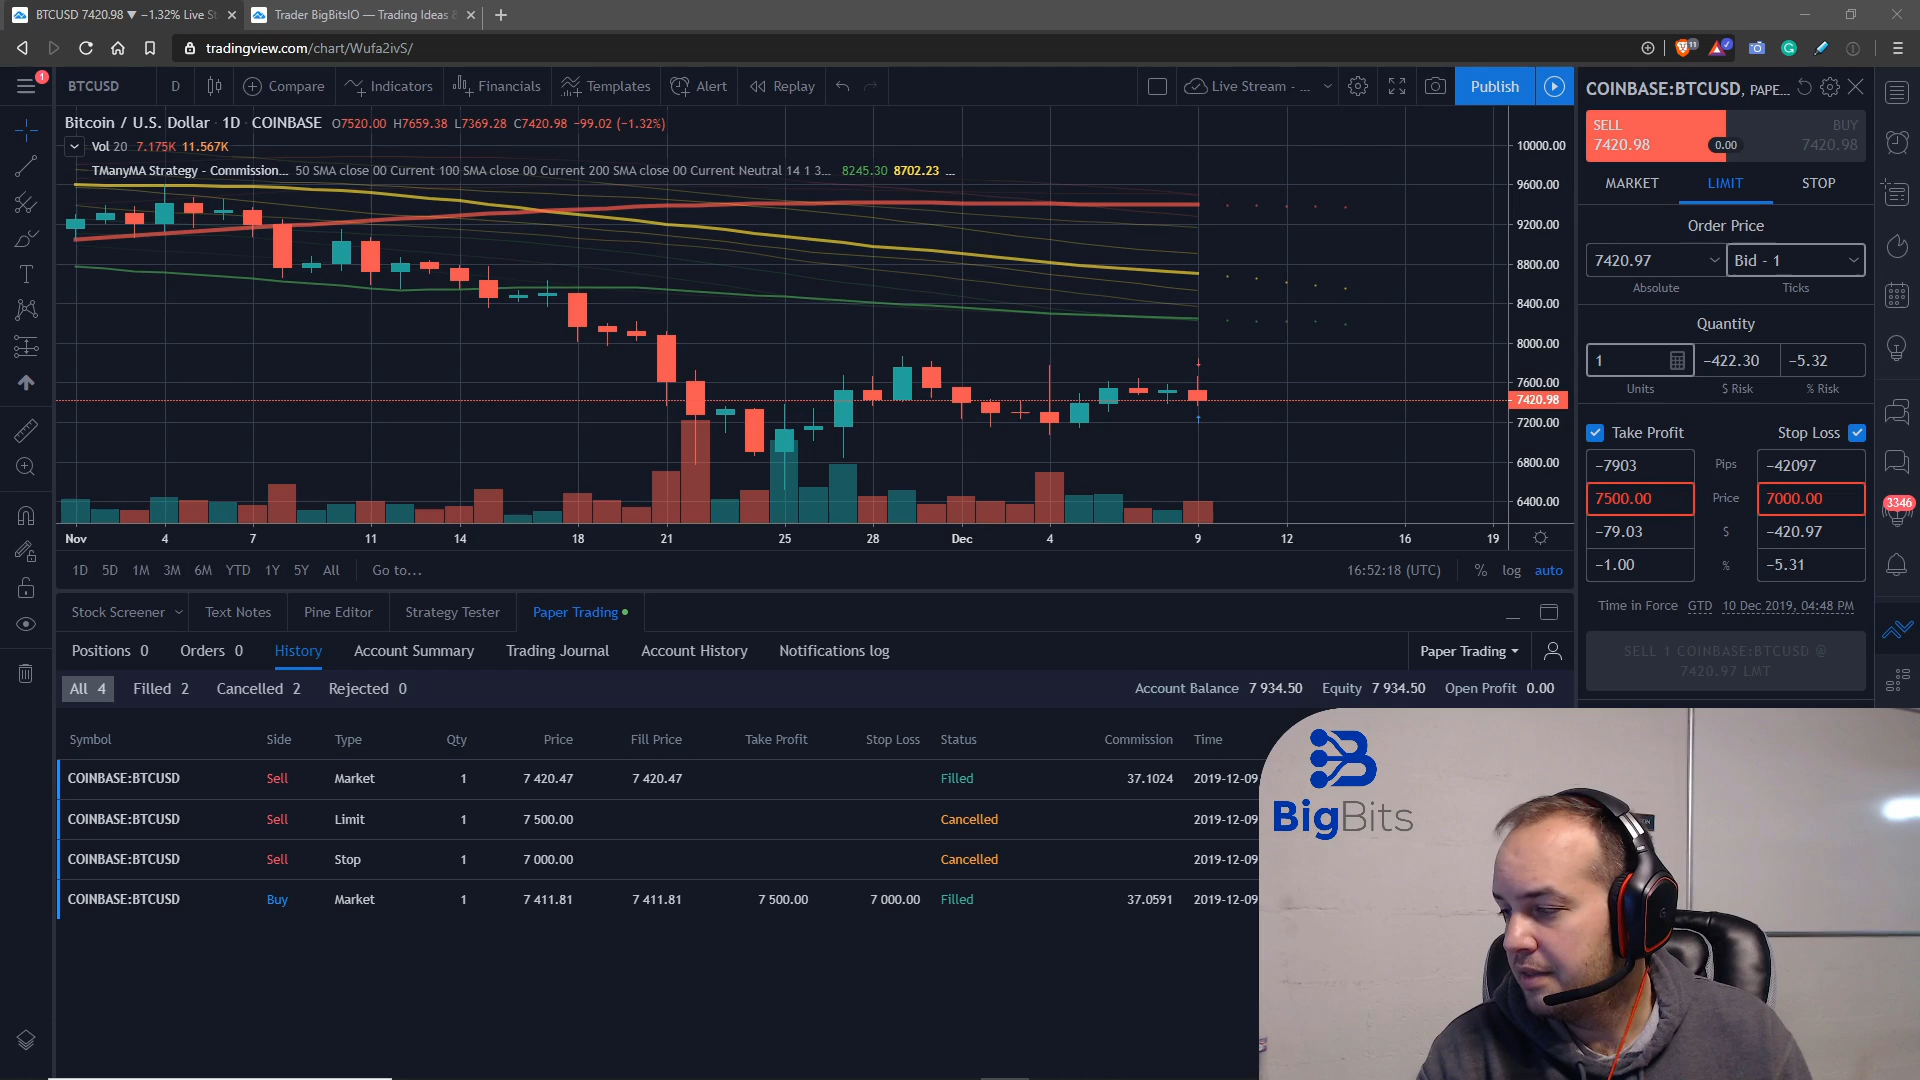 BTCUSD 7420.98 ▼ −1.32% Live St
Trader BigBitsIO — Trading Ideas &
tradingview.com/chart/Wufa2ivS/
11
1
BTCUSD
D
Compare
Indicators
Financials
Templates
Alert
Replay
Live Stream - ...
Publish
COINBASE:BTCUSD, PAPE...
Bitcoin / U.S. Dollar · 1D · COINBASE O7520.00 H7659.38 L7369.28 C7420.98 −99.02 (−1.32%)
Vol 20 7.175K 11.567K
TManyMA Strategy - Commission... 50 SMA close 00 Current 100 SMA close 00 Current 200 SMA close 00 Current Neutral 14 1 3... 8245.30 8702.23 ...
10000.00
9600.00
9200.00
8800.00
8400.00
8000.00
7600.00
7420.98
7200.00
6800.00
6400.00
Nov 4 7 11 14 18 21 25 28 Dec 4 9 12 16 19
1D 5D 1M 3M 6M YTD 1Y 5Y All Go to...
16:52:18 (UTC) % log auto
SELL
7420.98
0.00
BUY
7420.98
MARKET LIMIT STOP
Order Price
7420.97 Bid - 1
Absolute Ticks
Quantity
1 −422.30 −5.32
Units $ Risk % Risk
Take Profit Stop Loss
−7903 Pips −42097
7500.00 Price 7000.00
−79.03 $ −420.97
−1.00 % −5.31
Time in Force GTD 10 Dec 2019, 04:48 PM
SELL 1 COINBASE:BTCUSD @
7420.97 LMT
3346
Stock Screener Text Notes Pine Editor Strategy Tester Paper Trading
Positions 0 Orders 0 History Account Summary Trading Journal Account History Notifications log
Paper Trading
All 4 Filled 2 Cancelled 2 Rejected 0
Account Balance 7 934.50 Equity 7 934.50 Open Profit 0.00
Symbol Side Type Qty Price Fill Price Take Profit Stop Loss Status Commission Time
COINBASE:BTCUSD Sell Market 1 7 420.47 7 420.47 Filled 37.1024 2019-12-09
COINBASE:BTCUSD Sell Limit 1 7 500.00 Cancelled 2019-12-09
COINBASE:BTCUSD Sell Stop 1 7 000.00 Cancelled 2019-12-09
COINBASE:BTCUSD Buy Market 1 7 411.81 7 411.81 7 500.00 7 000.00 Filled 37.0591 2019-12-09
BigBits